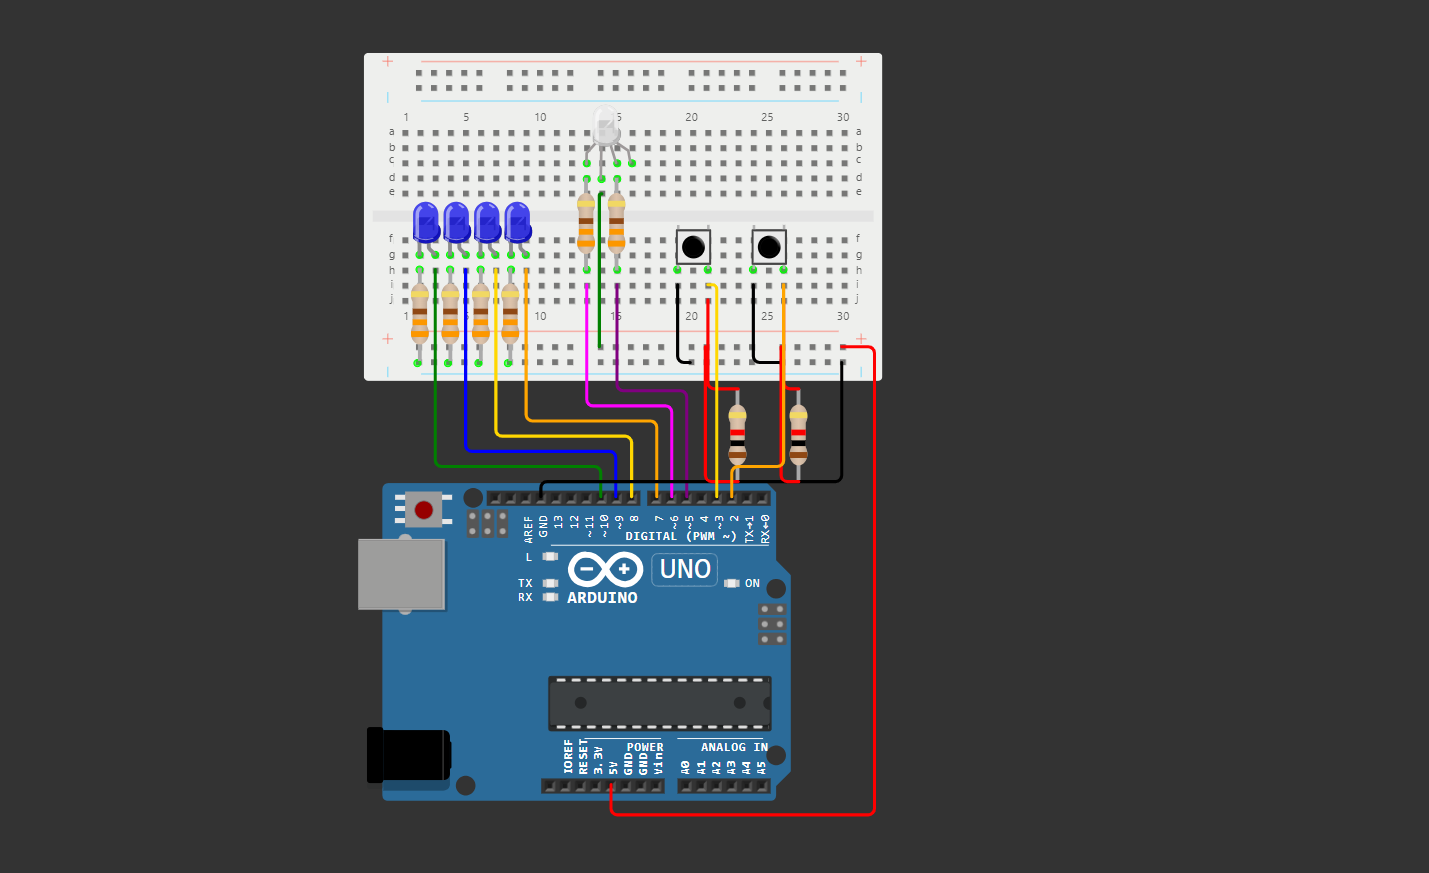 + +
1 5 10 15 20 25 30
a a
b b
c c
d d
e e
f f
g g
h h
i i
j j
1 5 10 15 20 25 30
+ +
AREF GND 13 12 ~11 ~10 ~9 8 7 ~6 ~5 4 ~3 2 TX→1 RX←0
DIGITAL (PWM ~)
L
TX
RX
UNO
ON
ARDUINO
POWER
ANALOG IN
IOREF RESET 3.3V 5V GND GND Vin A0 A1 A2 A3 A4 A5